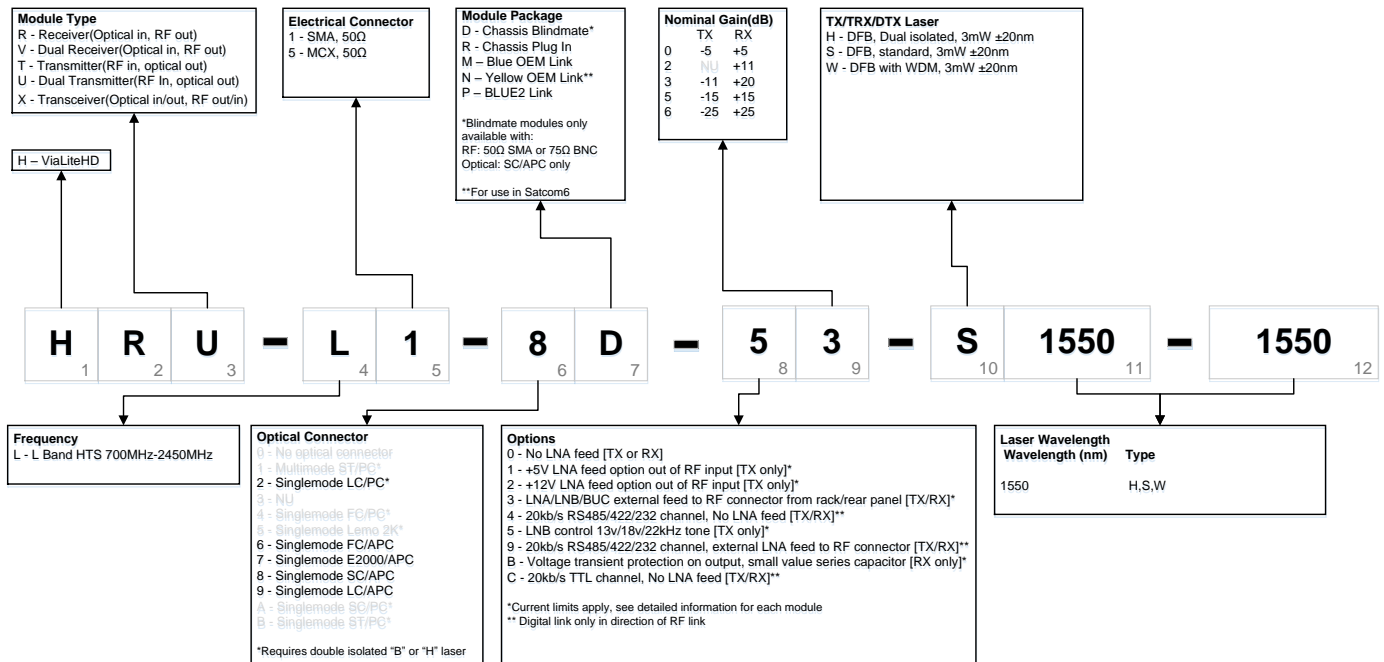 Module Type
R - Receiver(Optical in, RF out)
V - Dual Receiver(Optical in, RF out)
T - Transmitter(RF in, optical out)
U - Dual Transmitter(RF In, optical out)
X - Transceiver(Optical in/out, RF out/in)
H – ViaLiteHD
Electrical Connector
1 - SMA, 50Ω
5 - MCX, 50Ω
Module Package
D - Chassis Blindmate*
R - Chassis Plug In
M – Blue OEM Link
N – Yellow OEM Link**
P – BLUE2 Link
*Blindmate modules only
available with:
RF: 50Ω SMA or 75Ω BNC
Optical: SC/APC only
**For use in Satcom6
Nominal Gain(dB)
TX RX
0 -5 +5
2 NU +11
3 -11 +20
5 -15 +15
6 -25 +25
TX/TRX/DTX Laser
H - DFB, Dual isolated, 3mW ±20nm
S - DFB, standard, 3mW ±20nm
W - DFB with WDM, 3mW ±20nm
H R U - L 1 - 8 D - 5 3 - S 1550 - 1550
1 2 3 4 5 6 7 8 9 10 11 12
Frequency
L - L Band HTS 700MHz-2450MHz
Optical Connector
0 - No optical connector
1 - Multimode ST/PC*
2 - Singlemode LC/PC*
3 - NU
4 - Singlemode FC/PC*
5 - Singlemode Lemo 2K*
6 - Singlemode FC/APC
7 - Singlemode E2000/APC
8 - Singlemode SC/APC
9 - Singlemode LC/APC
A - Singlemode SC/PC*
B - Singlemode ST/PC*
*Requires double isolated “B” or “H” laser
Options
0 - No LNA feed [TX or RX]
1 - +5V LNA feed option out of RF input [TX only]*
2 - +12V LNA feed option out of RF input [TX only]*
3 - LNA/LNB/BUC external feed to RF connector from rack/rear panel [TX/RX]*
4 - 20kb/s RS485/422/232 channel, No LNA feed [TX/RX]**
5 - LNB control 13v/18v/22kHz tone [TX only]*
9 - 20kb/s RS485/422/232 channel, external LNA feed to RF connector [TX/RX]**
B - Voltage transient protection on output, small value series capacitor [RX only]*
C - 20kb/s TTL channel, No LNA feed [TX/RX]**
*Current limits apply, see detailed information for each module
** Digital link only in direction of RF link
Laser Wavelength
Wavelength (nm) Type
1550 H,S,W